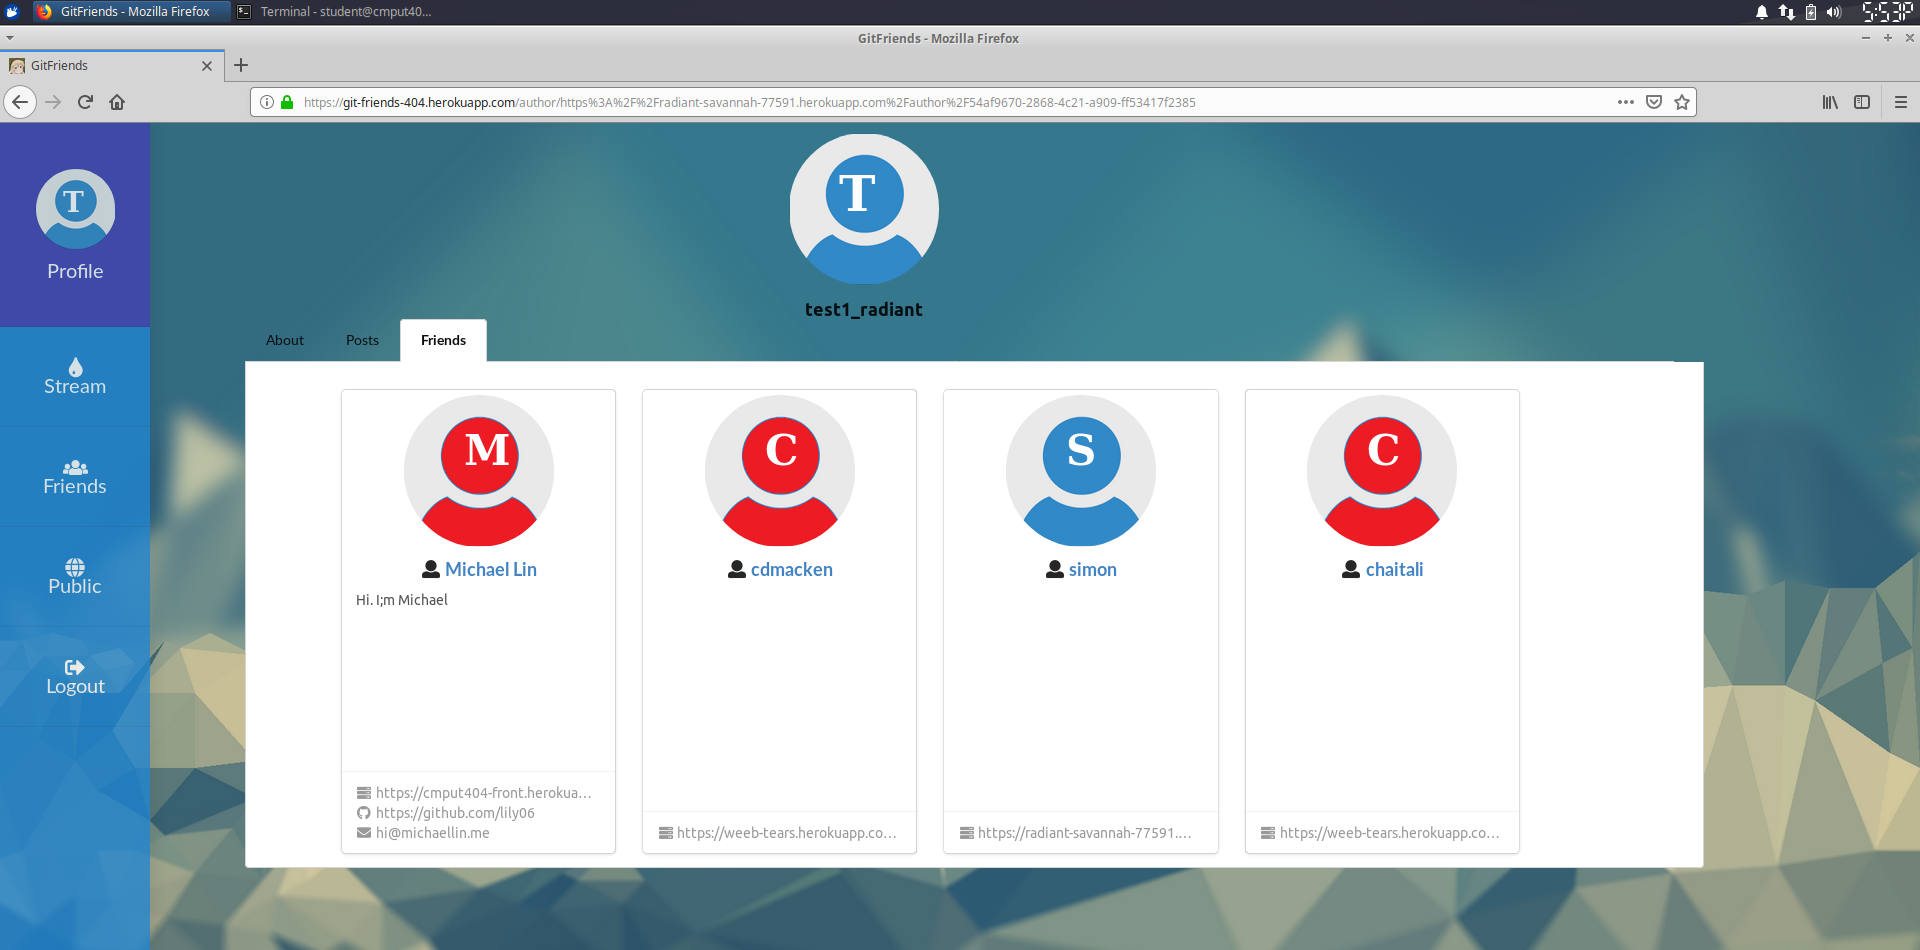 GitFriends - Mozilla Firefox
Terminal - student@cmput40...
5:53P
GitFriends - Mozilla Firefox
GitFriends
https://git-friends-404.herokuapp.com/author/https%3A%2F%2Fradiant-savannah-77591.herokuapp.com%2Fauthor%2F54af9670-2868-4c21-a909-ff53417f2385
T
Profile
Stream
Friends
Public
Logout
T
test1_radiant
About
Posts
Friends
M
Michael Lin
Hi. I;m Michael
https://cmput404-front.herokua...
https://github.com/lily06
hi@michaellin.me
C
cdmacken
https://weeb-tears.herokuapp.co...
S
simon
https://radiant-savannah-77591....
C
chaitali
https://weeb-tears.herokuapp.co...